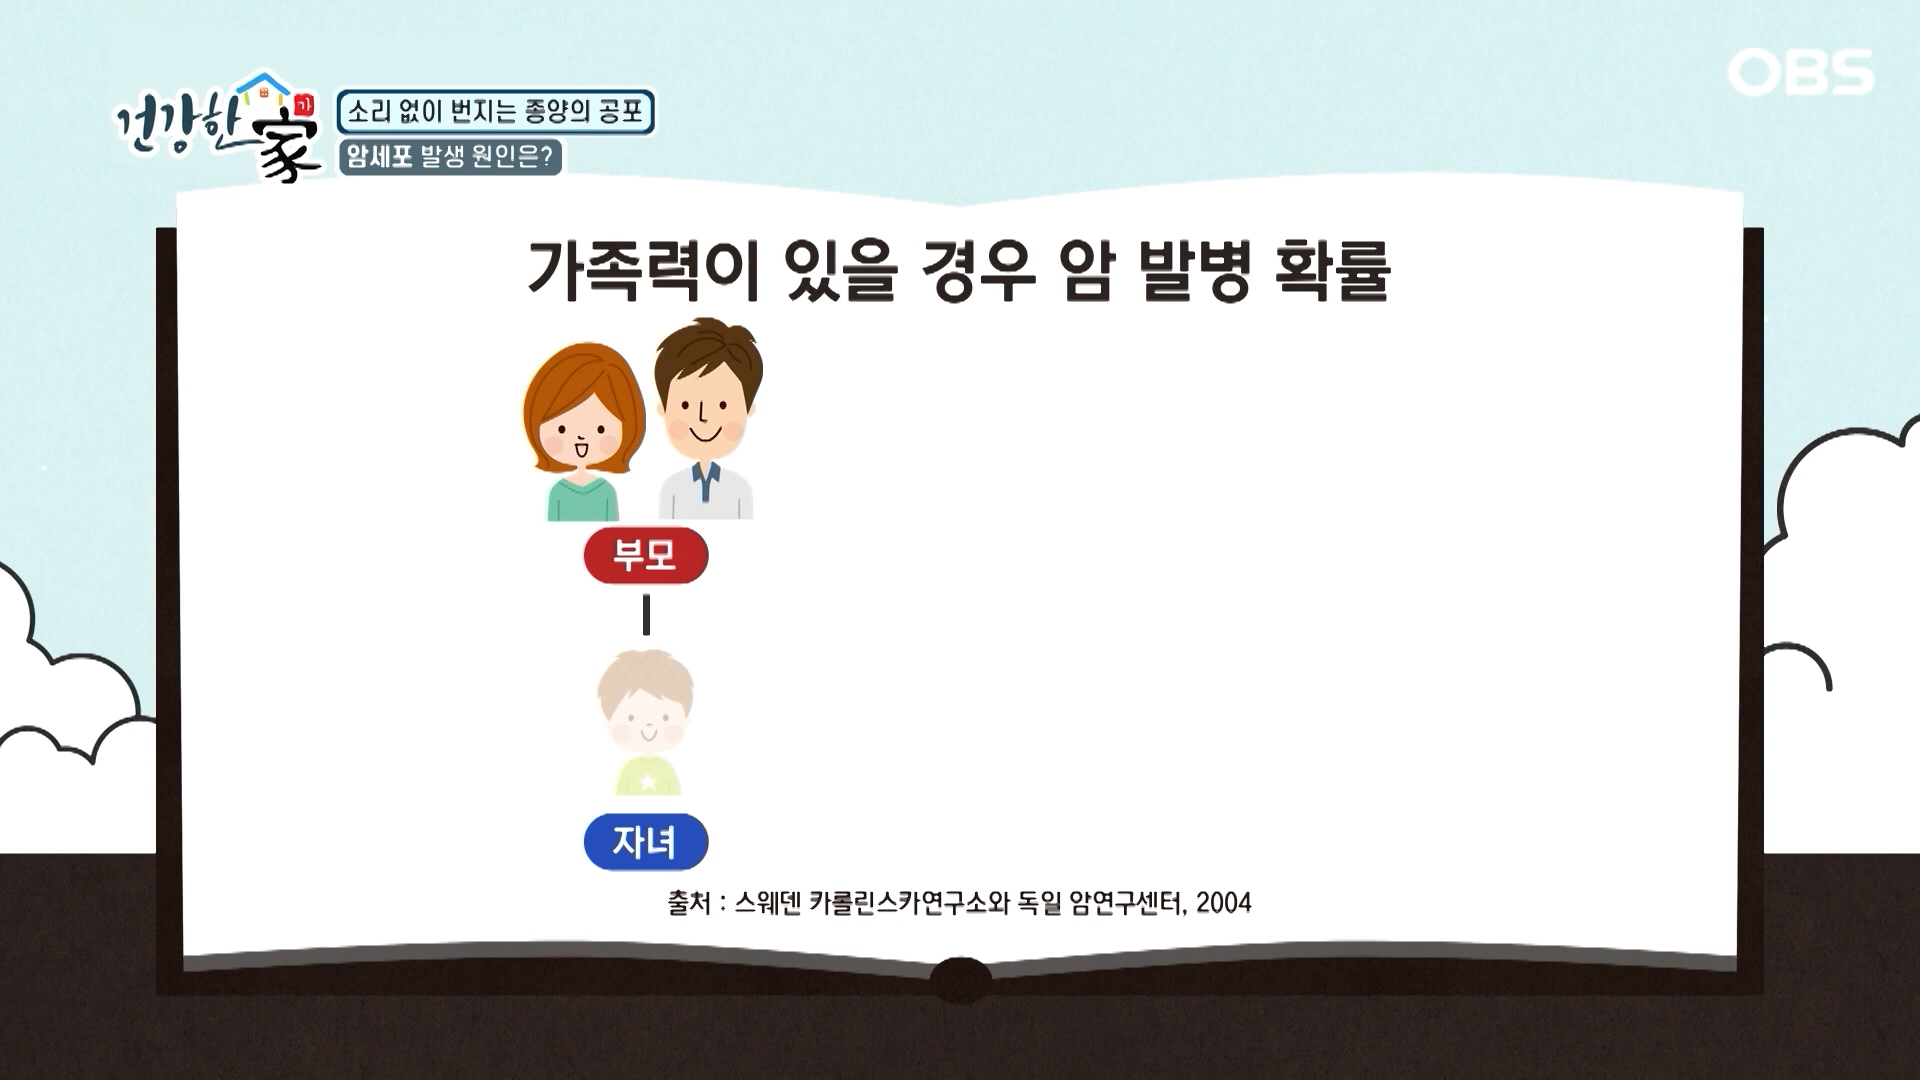 건강한 家 가
소리 없이 번지는 종양의 공포
암세포 발생 원인은?
OBS
가족력이 있을 경우 암 발병 확률
부모
자녀
출처 : 스웨덴 카롤린스카연구소와 독일 암연구센터, 2004